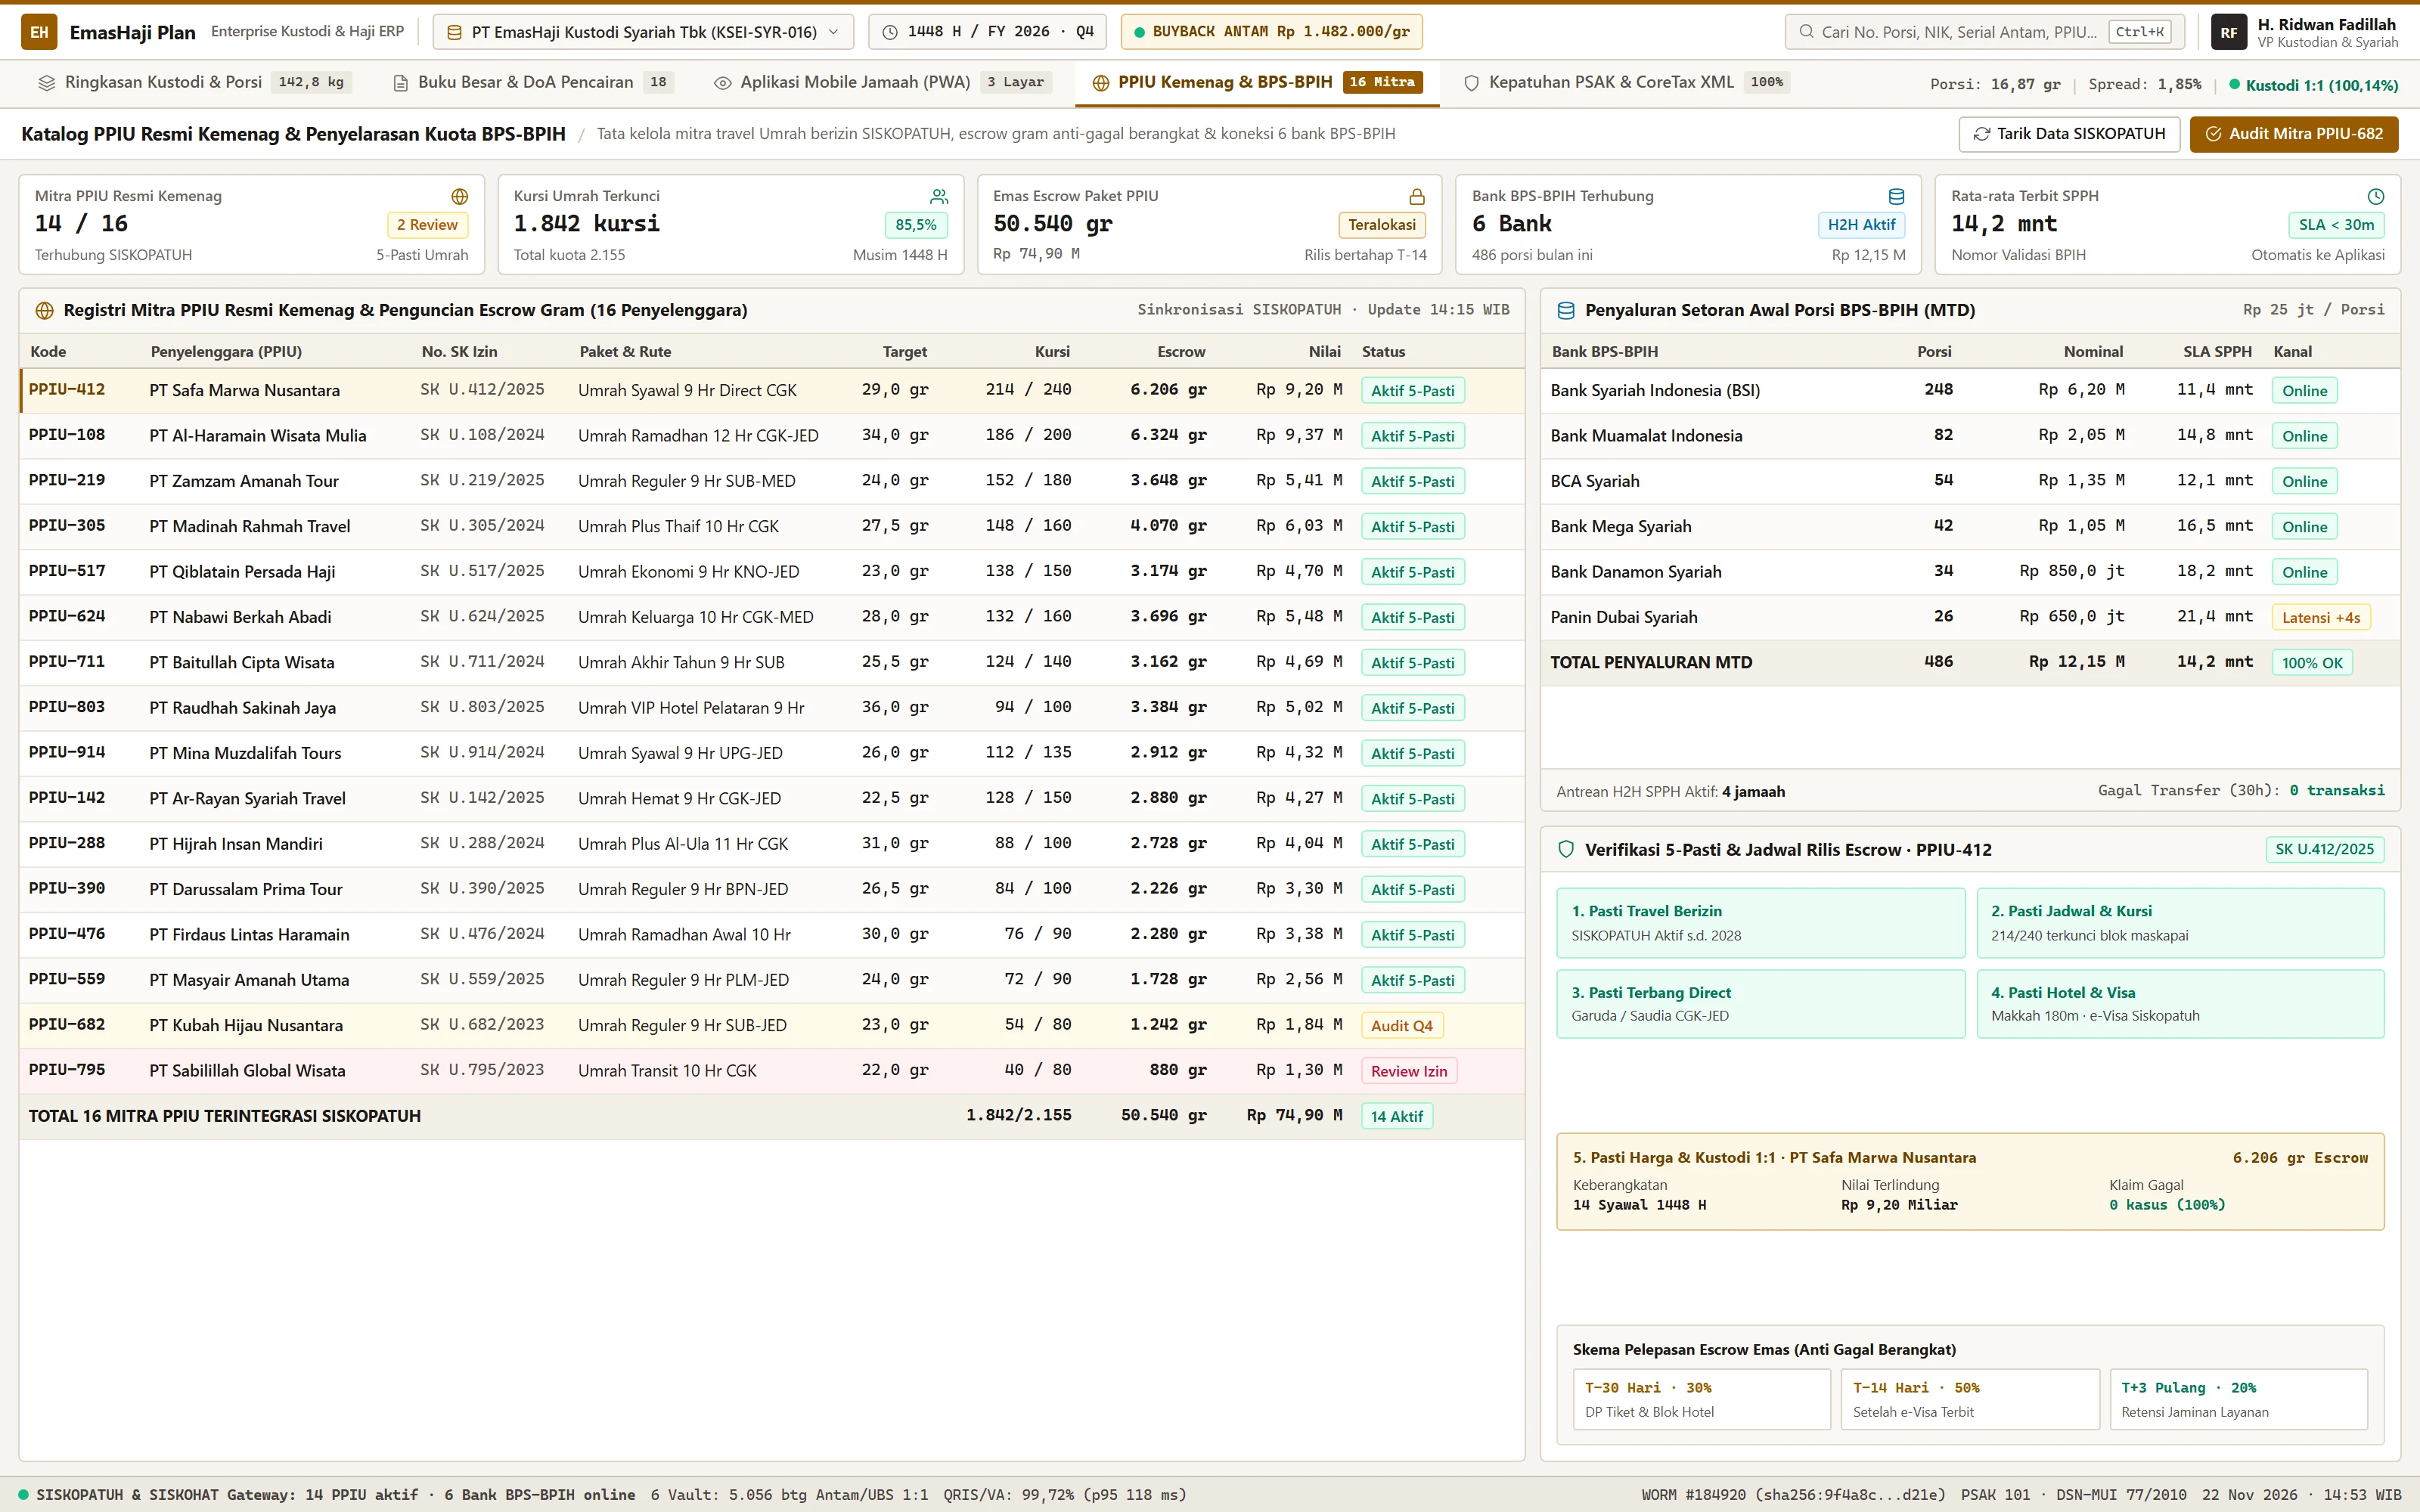 EH EmasHaji Plan Enterprise Kustodi & Haji ERP PT EmasHaji Kustodi Syariah Tbk (KSEI-SYR-016) 1448 H / FY 2026 · Q4 BUYBACK ANTAM Rp 1.482.000/gr Cari No. Porsi, NIK, Serial Antam, PPIU... Ctrl+K RF H. Ridwan Fadillah
VP Kustodian & Syariah
Ringkasan Kustodi & Porsi 142,8 kg Buku Besar & DoA Pencairan 18 Aplikasi Mobile Jamaah (PWA) 3 Layar PPIU Kemenag & BPS-BPIH 16 Mitra Kepatuhan PSAK & CoreTax XML 100% Porsi: 16,87 gr | Spread: 1,85% | Kustodi 1:1 (100,14%)
Katalog PPIU Resmi Kemenag & Penyelarasan Kuota BPS-BPIH / Tata kelola mitra travel Umrah berizin SISKOPATUH, escrow gram anti-gagal berangkat & koneksi 6 bank BPS-BPIH Tarik Data SISKOPATUH Audit Mitra PPIU-682
Mitra PPIU Resmi Kemenag
14 / 16 2 Review
Terhubung SISKOPATUH 5-Pasti Umrah
Kursi Umrah Terkunci
1.842 kursi 85,5%
Total kuota 2.155 Musim 1448 H
Emas Escrow Paket PPIU
50.540 gr Teralokasi
Rp 74,90 M Rilis bertahap T-14
Bank BPS-BPIH Terhubung
6 Bank H2H Aktif
486 porsi bulan ini Rp 12,15 M
Rata-rata Terbit SPPH
14,2 mnt SLA < 30m
Nomor Validasi BPIH Otomatis ke Aplikasi
Registri Mitra PPIU Resmi Kemenag & Penguncian Escrow Gram (16 Penyelenggara) Sinkronisasi SISKOPATUH · Update 14:15 WIB
Kode Penyelenggara (PPIU) No. SK Izin Paket & Rute Target Kursi Escrow Nilai Status
PPIU-412 PT Safa Marwa Nusantara SK U.412/2025 Umrah Syawal 9 Hr Direct CGK 29,0 gr 214 / 240 6.206 gr Rp 9,20 M Aktif 5-Pasti
PPIU-108 PT Al-Haramain Wisata Mulia SK U.108/2024 Umrah Ramadhan 12 Hr CGK-JED 34,0 gr 186 / 200 6.324 gr Rp 9,37 M Aktif 5-Pasti
PPIU-219 PT Zamzam Amanah Tour SK U.219/2025 Umrah Reguler 9 Hr SUB-MED 24,0 gr 152 / 180 3.648 gr Rp 5,41 M Aktif 5-Pasti
PPIU-305 PT Madinah Rahmah Travel SK U.305/2024 Umrah Plus Thaif 10 Hr CGK 27,5 gr 148 / 160 4.070 gr Rp 6,03 M Aktif 5-Pasti
PPIU-517 PT Qiblatain Persada Haji SK U.517/2025 Umrah Ekonomi 9 Hr KNO-JED 23,0 gr 138 / 150 3.174 gr Rp 4,70 M Aktif 5-Pasti
PPIU-624 PT Nabawi Berkah Abadi SK U.624/2025 Umrah Keluarga 10 Hr CGK-MED 28,0 gr 132 / 160 3.696 gr Rp 5,48 M Aktif 5-Pasti
PPIU-711 PT Baitullah Cipta Wisata SK U.711/2024 Umrah Akhir Tahun 9 Hr SUB 25,5 gr 124 / 140 3.162 gr Rp 4,69 M Aktif 5-Pasti
PPIU-803 PT Raudhah Sakinah Jaya SK U.803/2025 Umrah VIP Hotel Pelataran 9 Hr 36,0 gr 94 / 100 3.384 gr Rp 5,02 M Aktif 5-Pasti
PPIU-914 PT Mina Muzdalifah Tours SK U.914/2024 Umrah Syawal 9 Hr UPG-JED 26,0 gr 112 / 135 2.912 gr Rp 4,32 M Aktif 5-Pasti
PPIU-142 PT Ar-Rayan Syariah Travel SK U.142/2025 Umrah Hemat 9 Hr CGK-JED 22,5 gr 128 / 150 2.880 gr Rp 4,27 M Aktif 5-Pasti
PPIU-288 PT Hijrah Insan Mandiri SK U.288/2024 Umrah Plus Al-Ula 11 Hr CGK 31,0 gr 88 / 100 2.728 gr Rp 4,04 M Aktif 5-Pasti
PPIU-390 PT Darussalam Prima Tour SK U.390/2025 Umrah Reguler 9 Hr BPN-JED 26,5 gr 84 / 100 2.226 gr Rp 3,30 M Aktif 5-Pasti
PPIU-476 PT Firdaus Lintas Haramain SK U.476/2024 Umrah Ramadhan Awal 10 Hr 30,0 gr 76 / 90 2.280 gr Rp 3,38 M Aktif 5-Pasti
PPIU-559 PT Masyair Amanah Utama SK U.559/2025 Umrah Reguler 9 Hr PLM-JED 24,0 gr 72 / 90 1.728 gr Rp 2,56 M Aktif 5-Pasti
PPIU-682 PT Kubah Hijau Nusantara SK U.682/2023 Umrah Reguler 9 Hr SUB-JED 23,0 gr 54 / 80 1.242 gr Rp 1,84 M Audit Q4
PPIU-795 PT Sabilillah Global Wisata SK U.795/2023 Umrah Transit 10 Hr CGK 22,0 gr 40 / 80 880 gr Rp 1,30 M Review Izin
TOTAL 16 MITRA PPIU TERINTEGRASI SISKOPATUH 1.842/2.155 50.540 gr Rp 74,90 M 14 Aktif
Penyaluran Setoran Awal Porsi BPS-BPIH (MTD) Rp 25 jt / Porsi
Bank BPS-BPIH Porsi Nominal SLA SPPH Kanal
Bank Syariah Indonesia (BSI) 248 Rp 6,20 M 11,4 mnt Online
Bank Muamalat Indonesia 82 Rp 2,05 M 14,8 mnt Online
BCA Syariah 54 Rp 1,35 M 12,1 mnt Online
Bank Mega Syariah 42 Rp 1,05 M 16,5 mnt Online
Bank Danamon Syariah 34 Rp 850,0 jt 18,2 mnt Online
Panin Dubai Syariah 26 Rp 650,0 jt 21,4 mnt Latensi +4s
TOTAL PENYALURAN MTD 486 Rp 12,15 M 14,2 mnt 100% OK
Antrean H2H SPPH Aktif: 4 jamaah Gagal Transfer (30h): 0 transaksi
Verifikasi 5-Pasti & Jadwal Rilis Escrow · PPIU-412 SK U.412/2025
1. Pasti Travel Berizin
SISKOPATUH Aktif s.d. 2028
2. Pasti Jadwal & Kursi
214/240 terkunci blok maskapai
3. Pasti Terbang Direct
Garuda / Saudia CGK-JED
4. Pasti Hotel & Visa
Makkah 180m · e-Visa Siskopatuh
5. Pasti Harga & Kustodi 1:1 · PT Safa Marwa Nusantara 6.206 gr Escrow
Keberangkatan Nilai Terlindung Klaim Gagal
14 Syawal 1448 H Rp 9,20 Miliar 0 kasus (100%)
Skema Pelepasan Escrow Emas (Anti Gagal Berangkat)
T-30 Hari · 30% T-14 Hari · 50% T+3 Pulang · 20%
DP Tiket & Blok Hotel Setelah e-Visa Terbit Retensi Jaminan Layanan
SISKOPATUH & SISKOHAT Gateway: 14 PPIU aktif · 6 Bank BPS-BPIH online 6 Vault: 5.056 btg Antam/UBS 1:1 QRIS/VA: 99,72% (p95 118 ms) WORM #184920 (sha256:9f4a8c...d21e) PSAK 101 · DSN-MUI 77/2010 22 Nov 2026 · 14:53 WIB